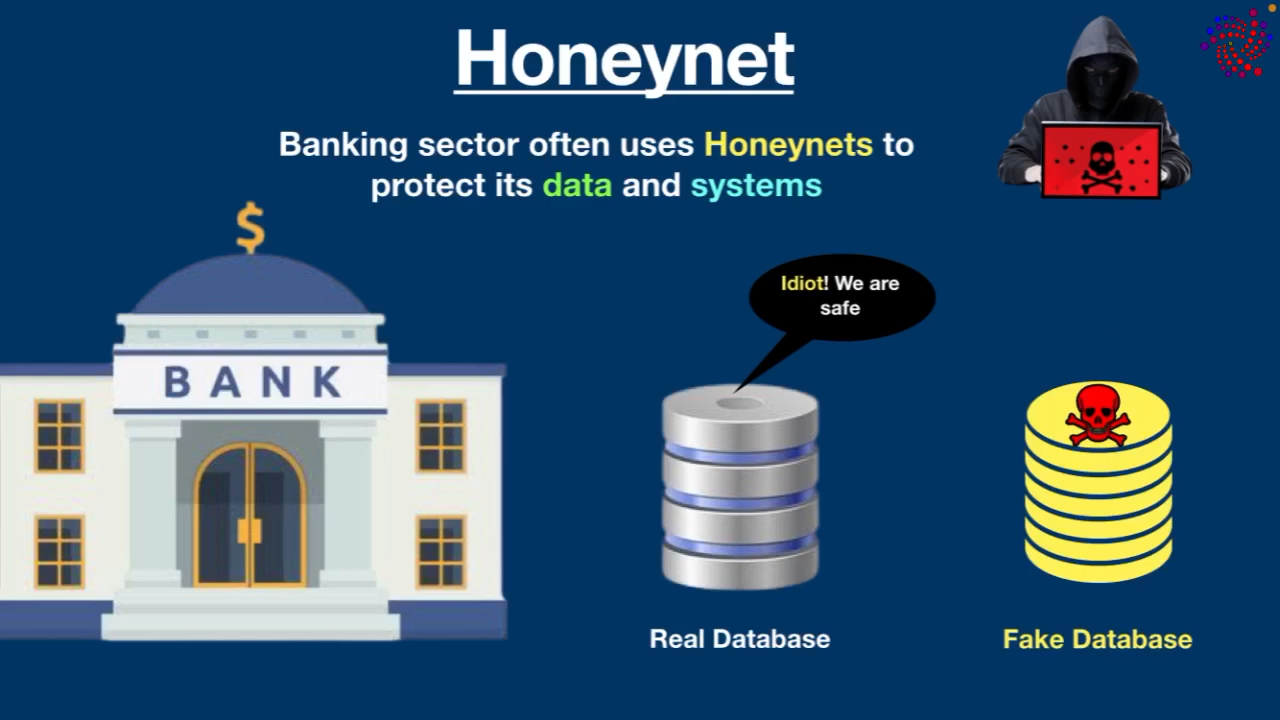 Honeynet
Banking sector often uses Honeynets to
protect its data and systems
$
Idiot! We are
safe
BANK
Real Database
Fake Database